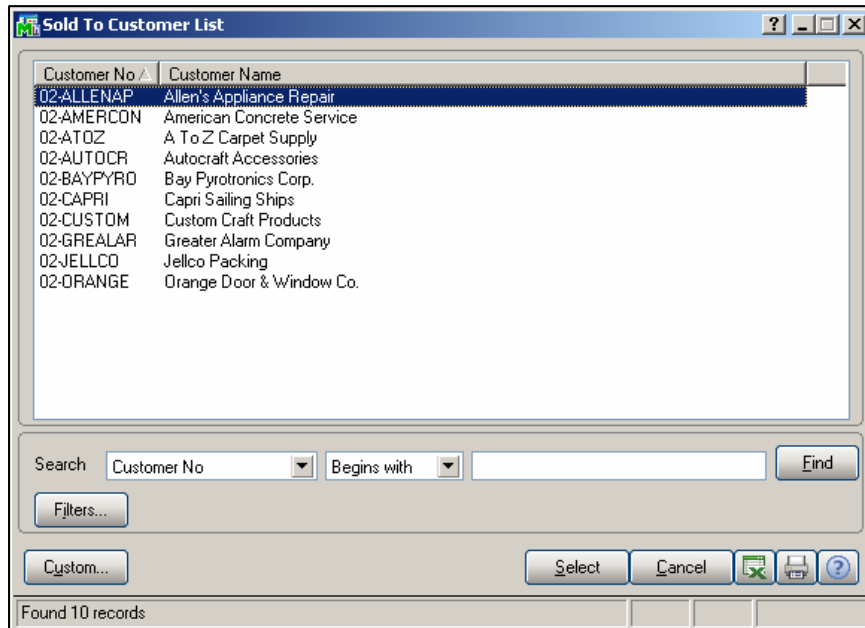 Sold To Customer List
Customer No Customer Name
02-ALLENAP Allen's Appliance Repair
02-AMERCON American Concrete Service
02-ATOZ A To Z Carpet Supply
02-AUTOCR Autocraft Accessories
02-BAYPYRO Bay Pyrotronics Corp.
02-CAPRI Capri Sailing Ships
02-CUSTOM Custom Craft Products
02-GREALAR Greater Alarm Company
02-JELLCO Jellco Packing
02-ORANGE Orange Door & Window Co.
Search Customer No Begins with Find
Filters...
Custom... Select Cancel
Found 10 records